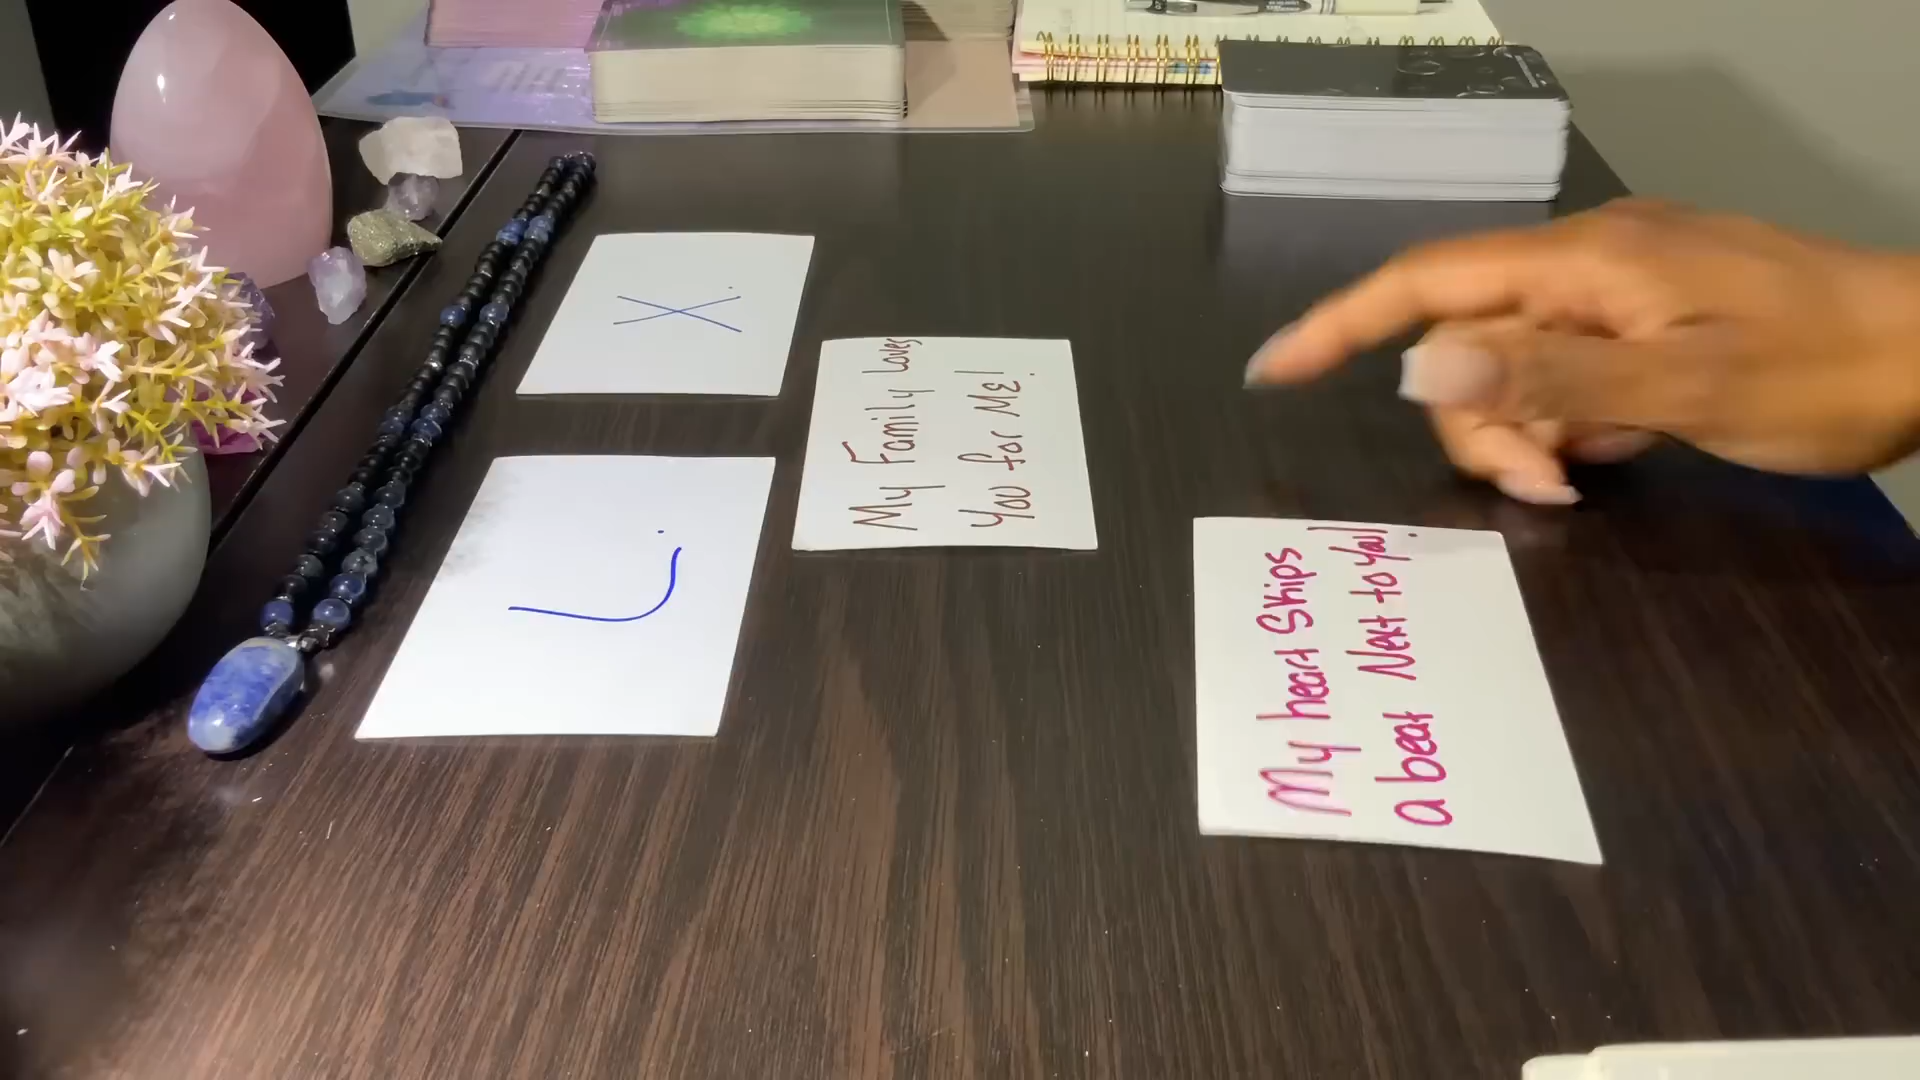 X.
L.
My Family Loves
You for Me!
My heart Skips
a beat Next to You!